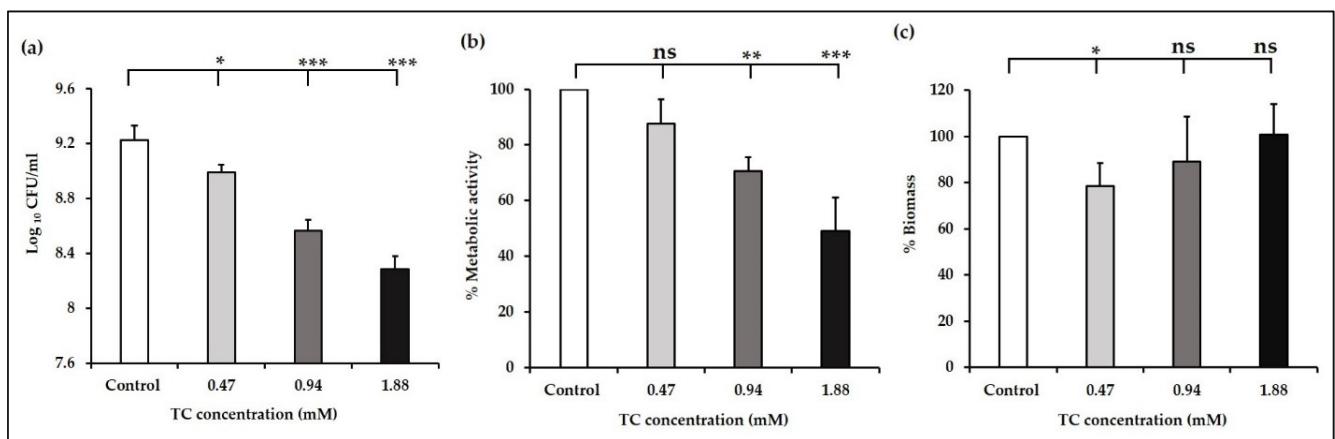 (a)
* *** ***
Log 10 CFU/ml
9.6
9.2
8.8
8.4
8
7.6
Control 0.47 0.94 1.88
TC concentration (mM)
(b)
ns ** ***
% Metabolic activity
100
80
60
40
20
0
Control 0.47 0.94 1.88
TC concentration (mM)
(c)
* ns ns
% Biomass
120
100
80
60
40
20
0
Control 0.47 0.94 1.88
TC concentration (mM)